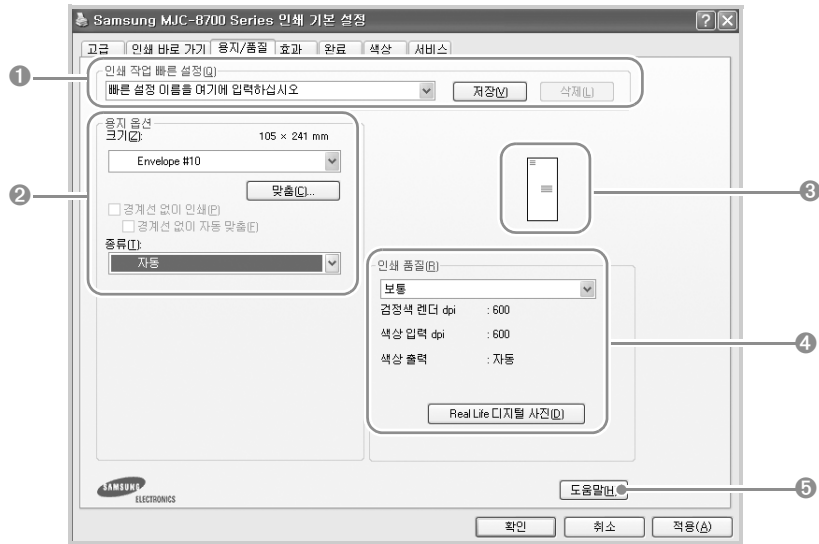 Samsung MJC-8700 Series 인쇄 기본 설정
고급 인쇄 바로 가기 용지/품질 효과 완료 색상 서비스
인쇄 작업 빠른 설정(Q)
빠른 설정 이름을 여기에 입력하십시오 저장(V) 삭제(L)
용지 옵션
크기(Z): 105 × 241 mm
Envelope #10
맞춤(C)...
경계선 없이 인쇄(P)
경계선 없이 자동 맞춤(F)
종류(T):
자동
인쇄 품질(R)
보통
검정색 렌더 dpi : 600
색상 입력 dpi : 600
색상 출력 : 자동
Real Life 디지털 사진(D)
SAMSUNG
ELECTRONICS
도움말(H)
확인 취소 적용(A)
1
2
3
4
5